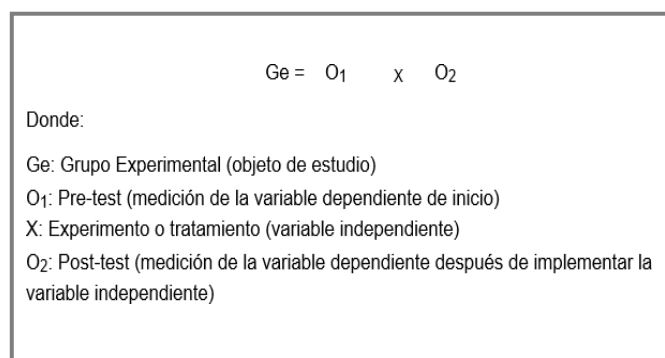 Ge = O1 X O2
Donde:
Ge: Grupo Experimental (objeto de estudio)
O1: Pre-test (medición de la variable dependiente de inicio)
X: Experimento o tratamiento (variable independiente)
O2: Post-test (medición de la variable dependiente después de implementar la
variable independiente)